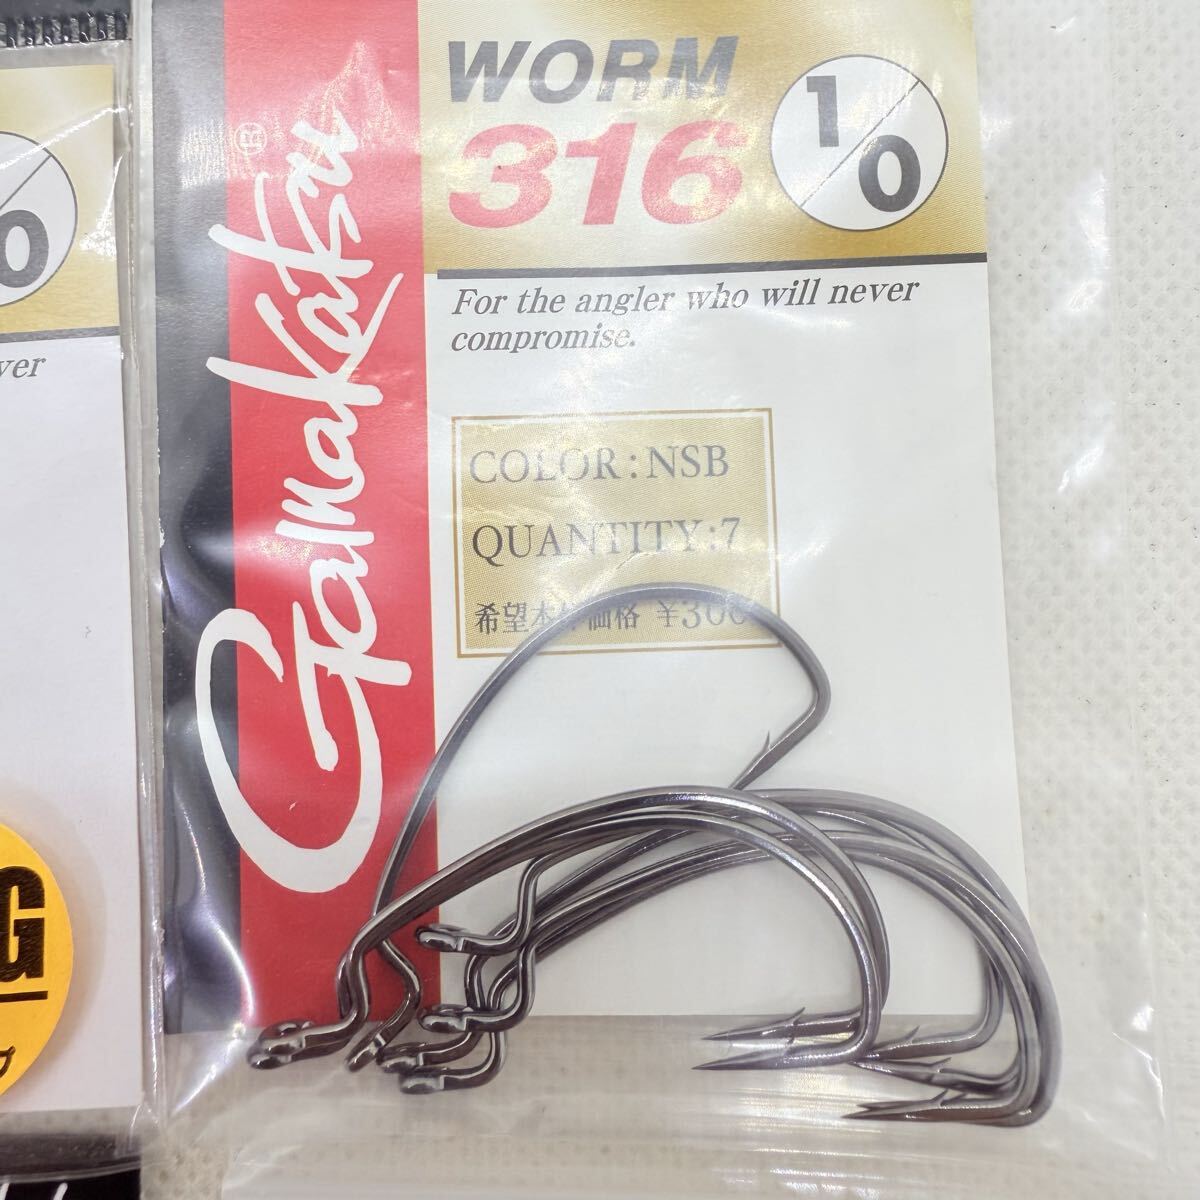 WORM
316
1/0
Gamakatsu®
For the angler who will never
compromise.
COLOR:NSB
QUANTITY:7
希望本体価格 ¥300
0
ver
G